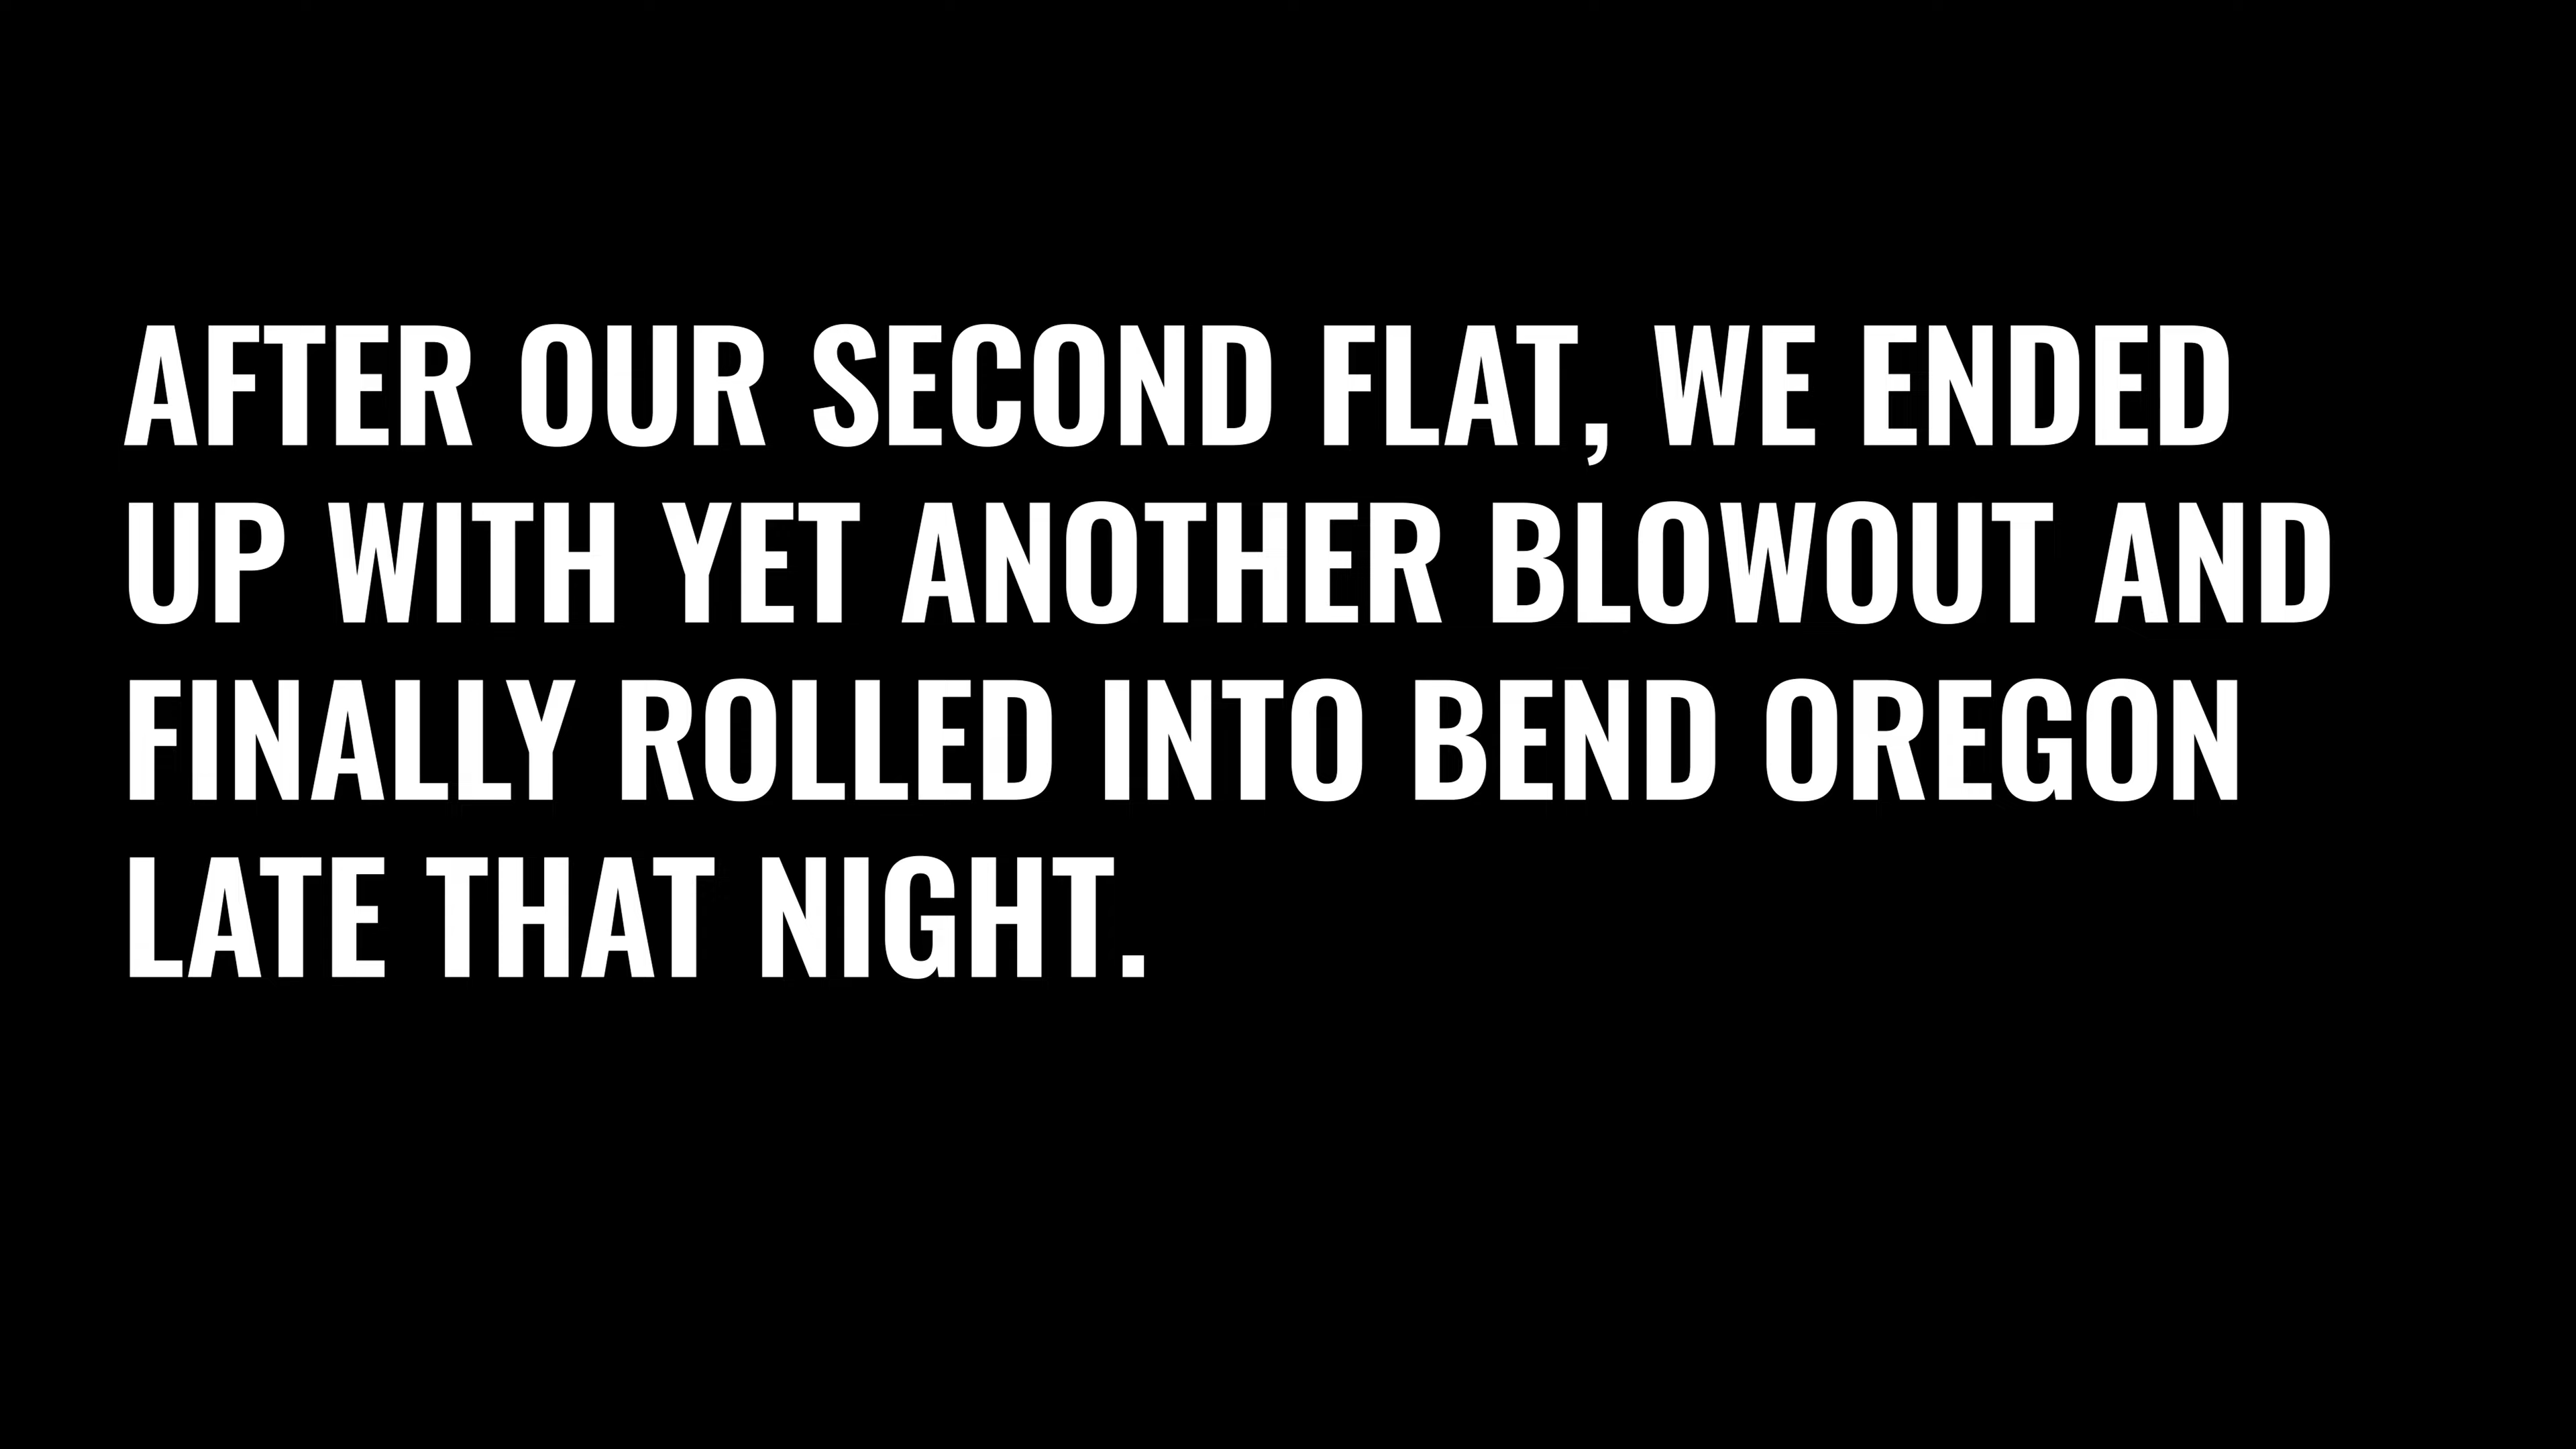 AFTER OUR SECOND FLAT, WE ENDED
UP WITH YET ANOTHER BLOWOUT AND
FINALLY ROLLED INTO BEND OREGON
LATE THAT NIGHT.